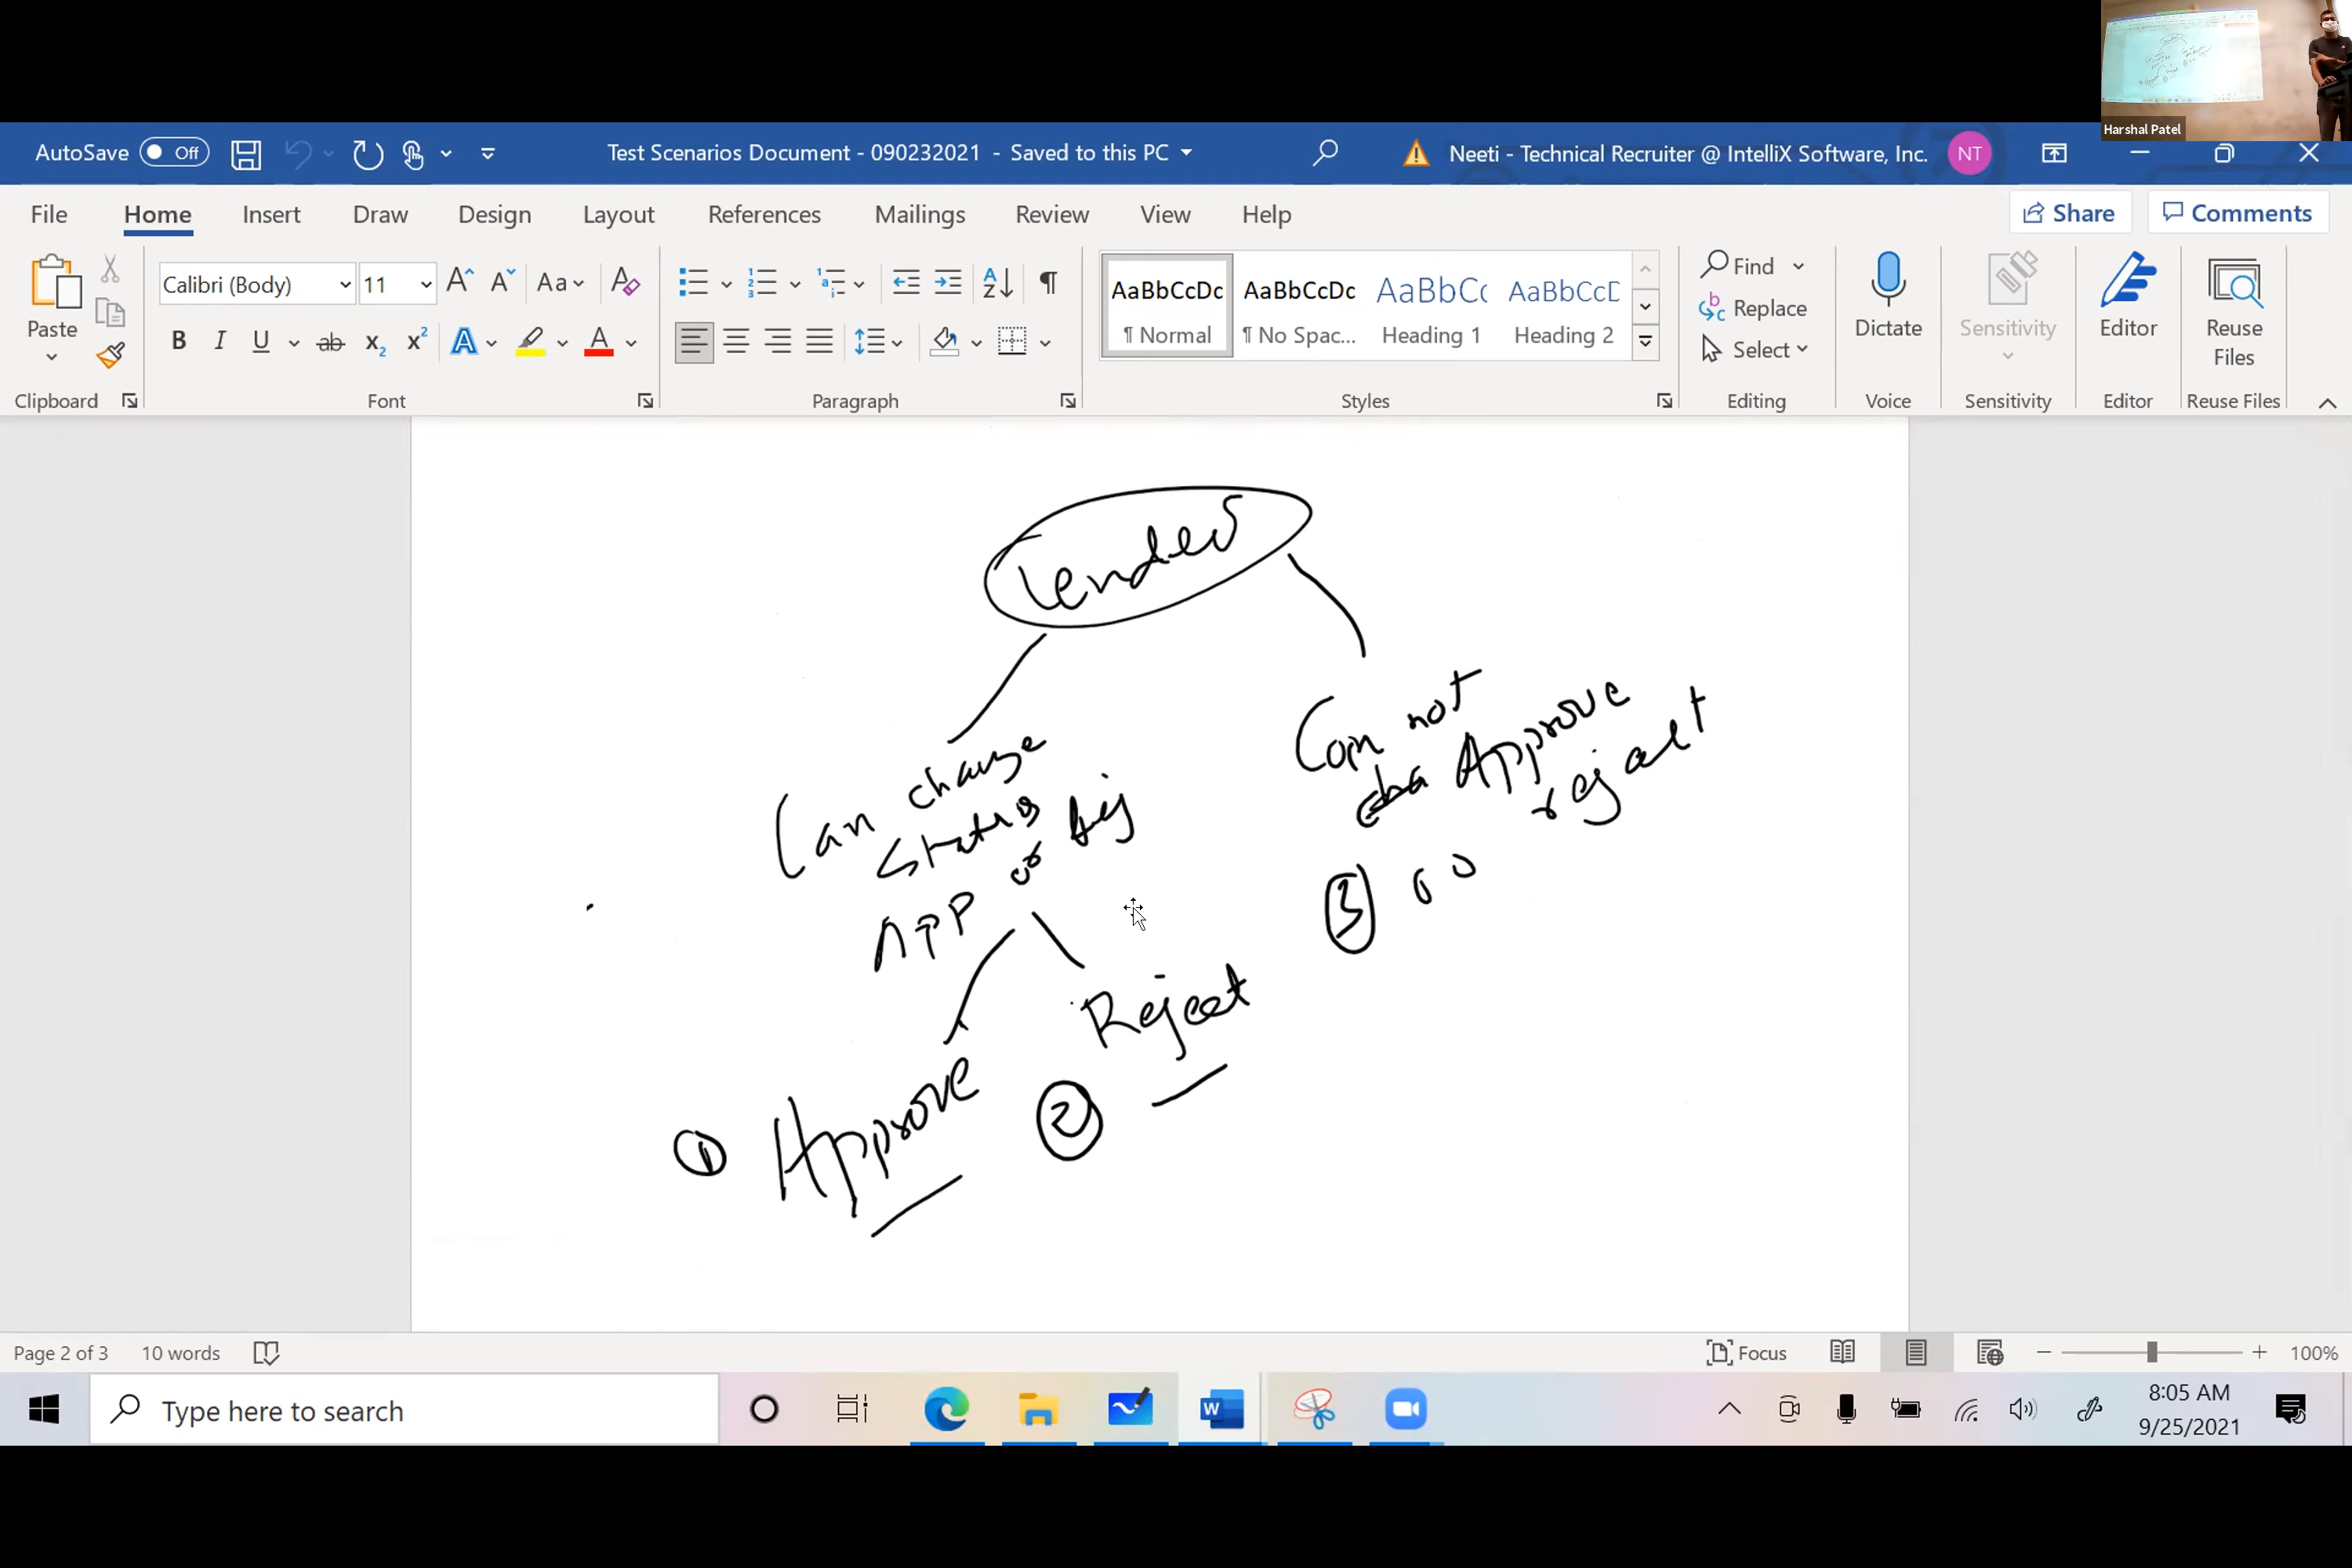 Harshal Patel
AutoSave Off
Test Scenarios Document - 090232021 - Saved to this PC
Neeti - Technical Recruiter @ IntelliX Software, Inc. NT
File Home Insert Draw Design Layout References Mailings Review View Help Share Comments
Paste
Calibri (Body) 11
AaBbCcDc AaBbCcDc AaBbCc AaBbCcD
¶ Normal ¶ No Spac... Heading 1 Heading 2
Find
Replace
Select
Dictate
Sensitivity
Editor
Reuse
Files
Clipboard Font Paragraph Styles Editing Voice Sensitivity Editor Reuse Files
Lender
Can change
Status
APP or
Can not
Approve
reject
3
Approve
Reject
1
2
Page 2 of 3 10 words Focus 100%
Type here to search
8:05 AM
9/25/2021